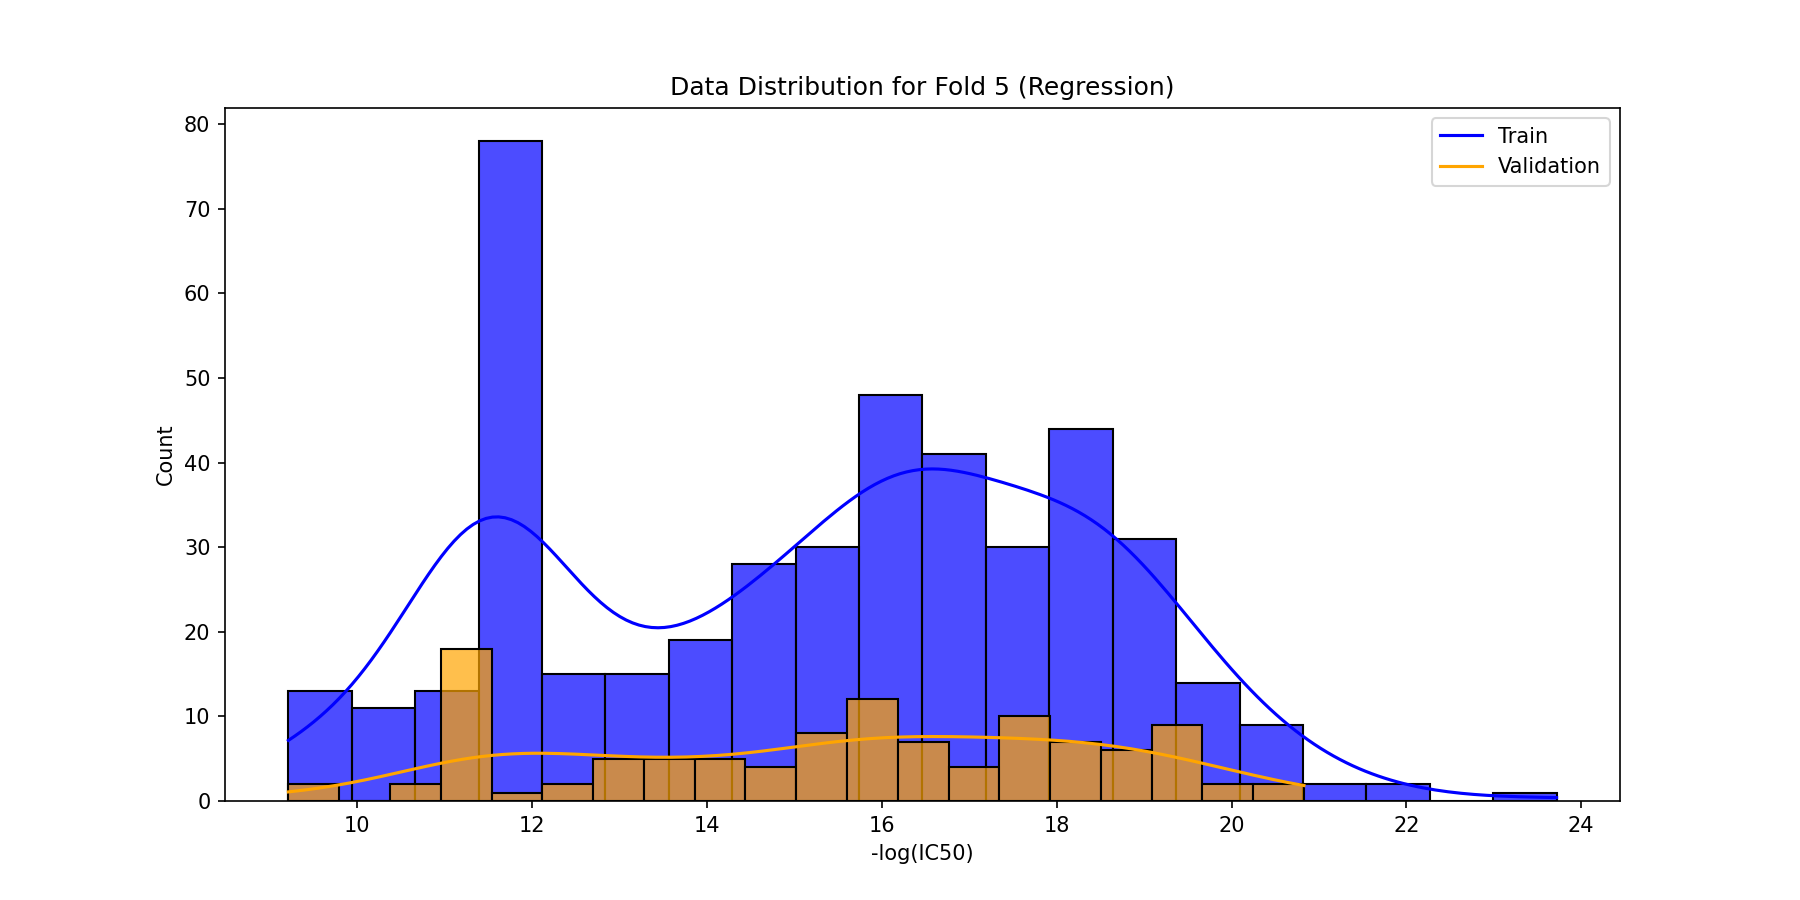 Data Distribution for Fold 5 (Regression)
Train
Validation
80
70
60
50
40
30
20
10
0
Count
10 12 14 16 18 20 22 24
-log(IC50)